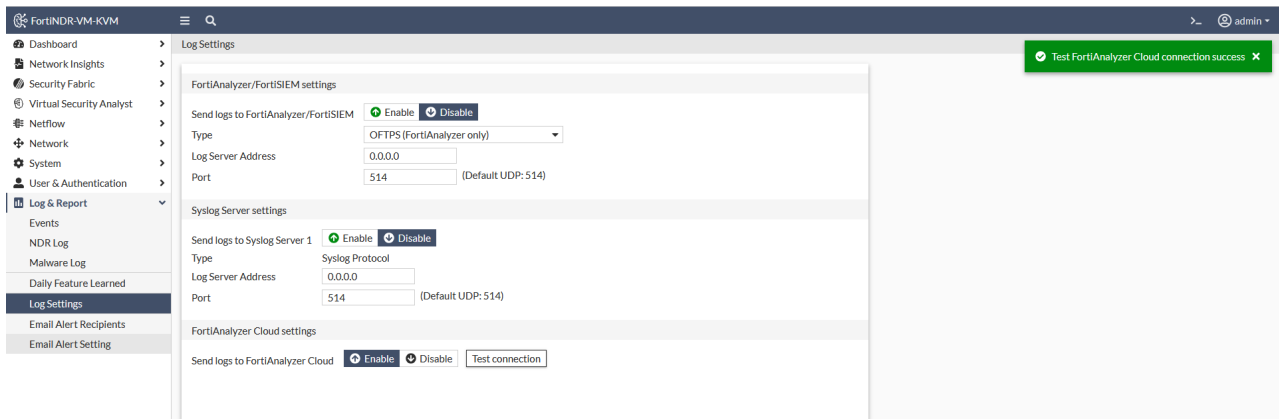 FortiNDR-VM-KVM
>_ admin
Dashboard
Network Insights
Security Fabric
Virtual Security Analyst
Netflow
Network
System
User & Authentication
Log & Report
Events
NDR Log
Malware Log
Daily Feature Learned
Log Settings
Email Alert Recipients
Email Alert Setting
Log Settings
Test FortiAnalyzer Cloud connection success
FortiAnalyzer/FortiSIEM settings
Send logs to FortiAnalyzer/FortiSIEM Enable Disable
Type OFTPS (FortiAnalyzer only)
Log Server Address 0.0.0.0
Port 514 (Default UDP: 514)
Syslog Server settings
Send logs to Syslog Server 1 Enable Disable
Type Syslog Protocol
Log Server Address 0.0.0.0
Port 514 (Default UDP: 514)
FortiAnalyzer Cloud settings
Send logs to FortiAnalyzer Cloud Enable Disable Test connection